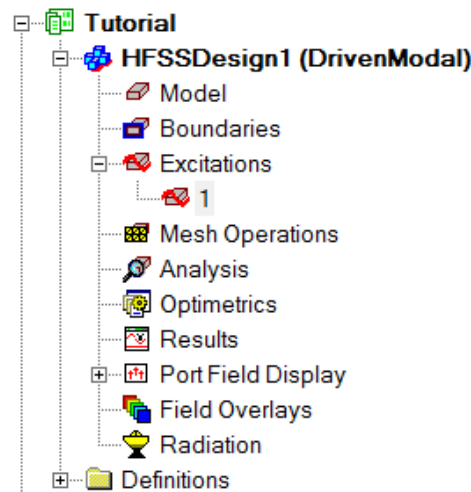 Tutorial
HFSSDesign1 (DrivenModal)
Model
Boundaries
Excitations
1
Mesh Operations
Analysis
Optimetrics
Results
Port Field Display
Field Overlays
Radiation
Definitions